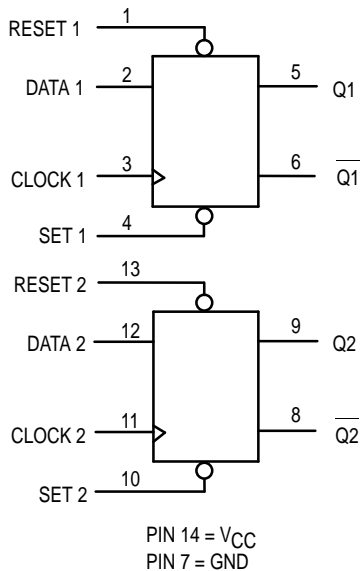 RESET 1 1
DATA 1 2 5 Q1
CLOCK 1 3 6 Q1
SET 1 4
RESET 2 13
DATA 2 12 9 Q2
CLOCK 2 11 8 Q2
SET 2 10
PIN 14 = VCC
PIN 7 = GND